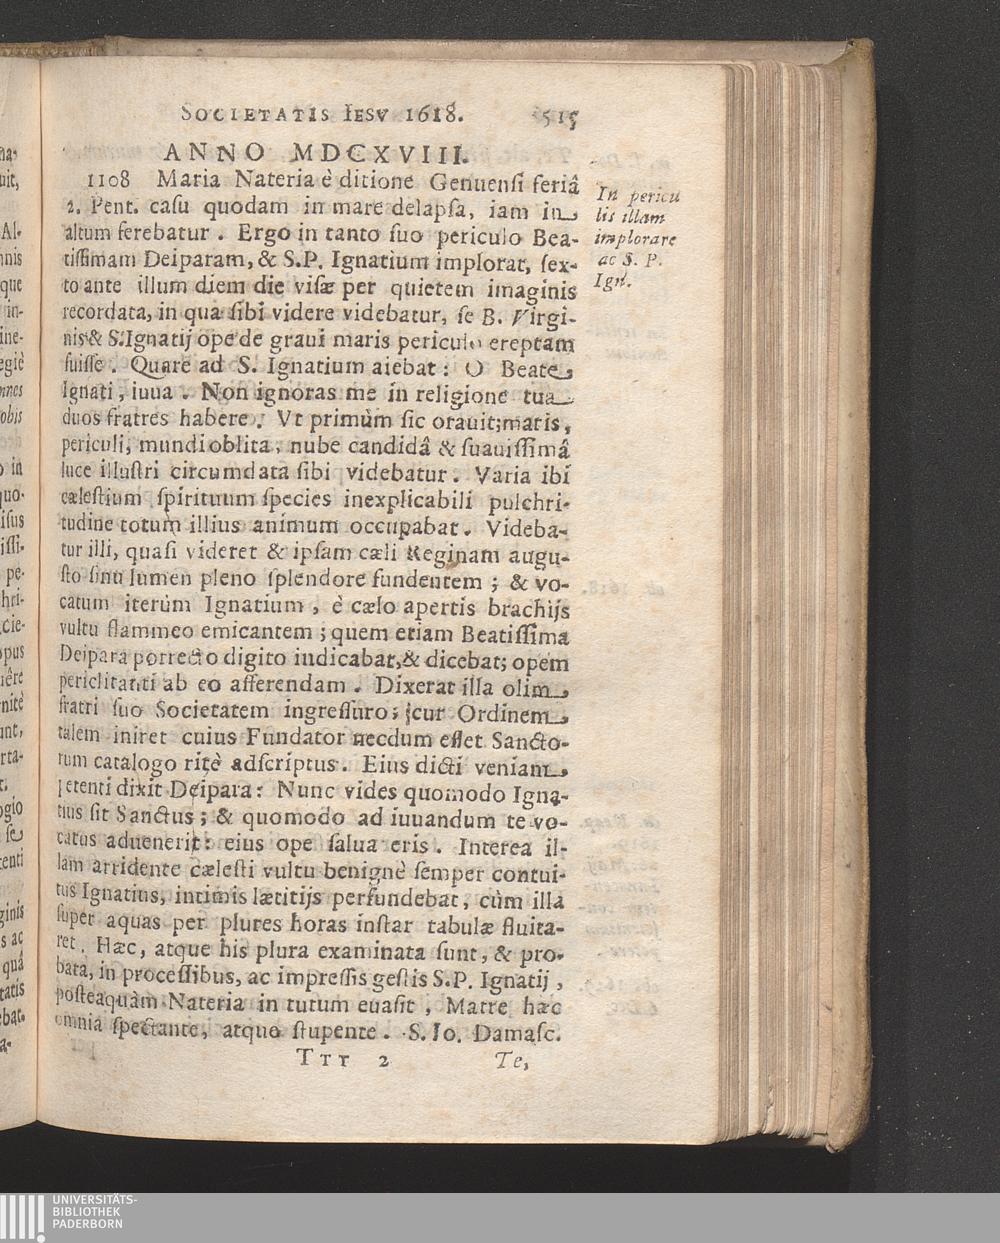 SOCIETATIS IESV 1618. 515
ANNO MDCXVIII.
1108 Maria Nateria è ditione Genuensi feriâ
2. Pent. casu quodam in mare delapsa, iam in
altum ferebatur. Ergo in tanto suo periculo Bea-
tissimam Deiparam, & S.P. Ignatium implorat, sex-
to ante illum diem die visæ per quietem imaginis
recordata, in qua sibi videre videbatur, se B. Virgi-
nis & S. Ignatij ope de graui maris periculo ereptam
fuisse. Quare ad S. Ignatium aiebat: O Beate
Ignati, iuua. Non ignoras me in religione tua
duos fratres habere. Vt primùm sic orauit; maris,
periculi, mundi oblita, nube candidâ & suauissimâ
luce illustri circumdata sibi videbatur. Varia ibi
cælestium spirituum species inexplicabili pulchri-
tudine totum illius animum occupabat. Videba-
tur illi, quasi videret & ipsam cæli Reginam augu-
sto sinu lumen pleno splendore fundentem; & vo-
catum iterùm Ignatium, è cælo apertis brachijs
vultu flammeo emicantem; quem etiam Beatissima
Deipara porrecto digito indicabat, & dicebat; opem
periclitanti ab eo afferendam. Dixerat illa olim
fratri suo Societatem ingressuro; cur Ordinem
talem iniret cuius Fundator necdum esset Sancto-
rum catalogo ritè adscriptus. Eius dicti veniam
petenti dixit Deipara: Nunc vides quomodo Igna-
tius sit Sanctus; & quomodo ad iuuandum te vo-
catus aduenerit: eius ope salua eris. Interea il-
lam arridente cælesti vultu benignè semper contui-
tus Ignatius, intimis lætitijs perfundebat, cùm illa
super aquas per plures horas instar tabulæ fluita-
ret. Hæc, atque his plura examinata sunt, & pro-
bata, in processibus, ac impressis gestis S.P. Ignatij,
posteaquàm Nateria in tutum euasit, Matre hæc
omnia spectante, atquo stupente. S. Io. Damasc.
TTT 2 Te,
In pericu
lis illam
implorare
ac S. P.
Ign.
UNIVERSITÄTS-
BIBLIOTHEK
PADERBORN